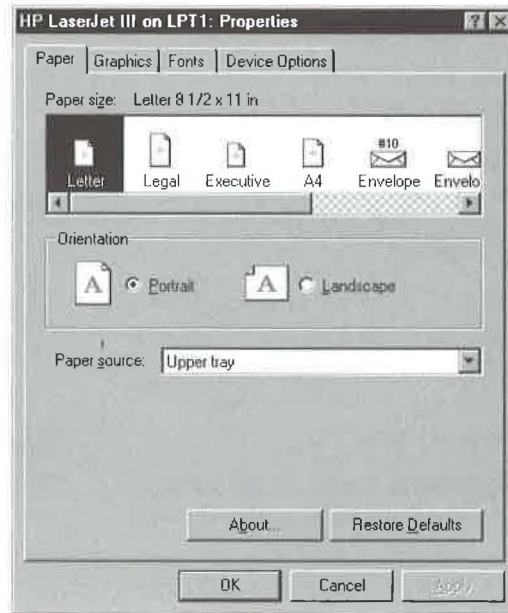 HP LaserJet III on LPT1: Properties
Paper Graphics Fonts Device Options
Paper size: Letter 8 1/2 x 11 in
#10
Letter Legal Executive A4 Envelope Envelo
Orientation
A Portrait A Landscape
Paper source: Upper tray
About... Restore Defaults
OK Cancel Apply